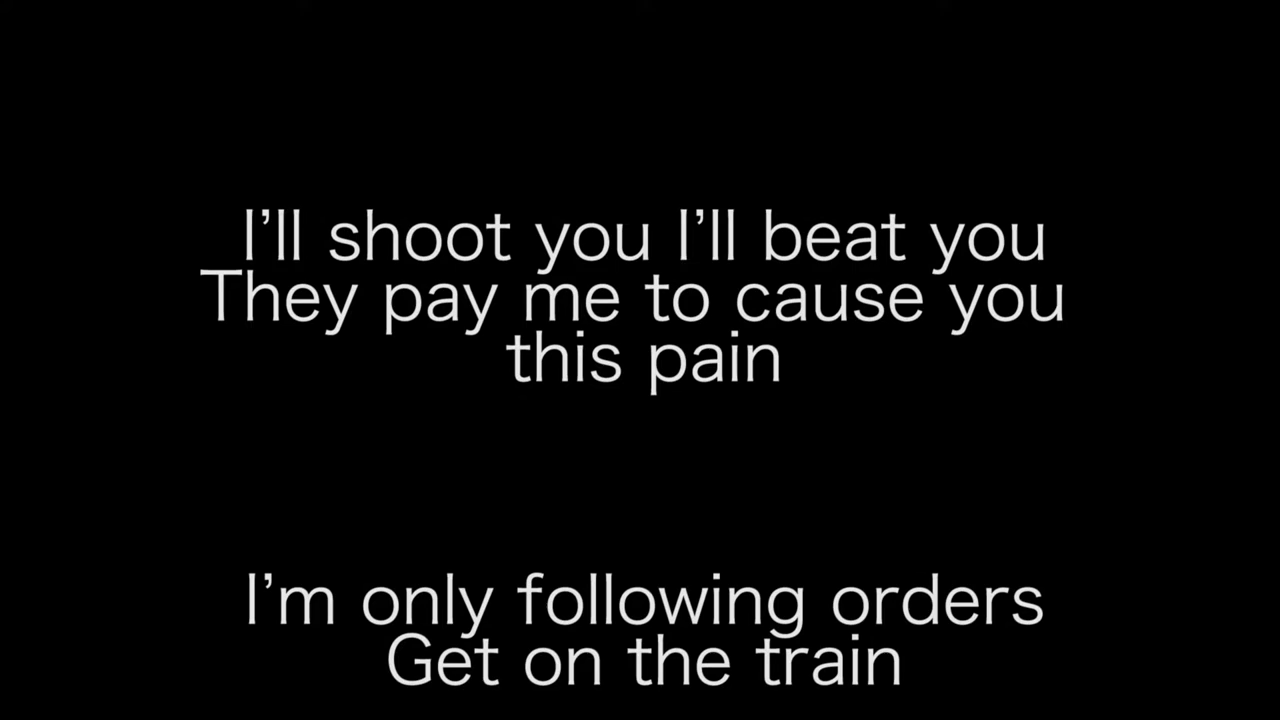 I’ll shoot you I’ll beat you
They pay me to cause you
this pain
I’m only following orders
Get on the train